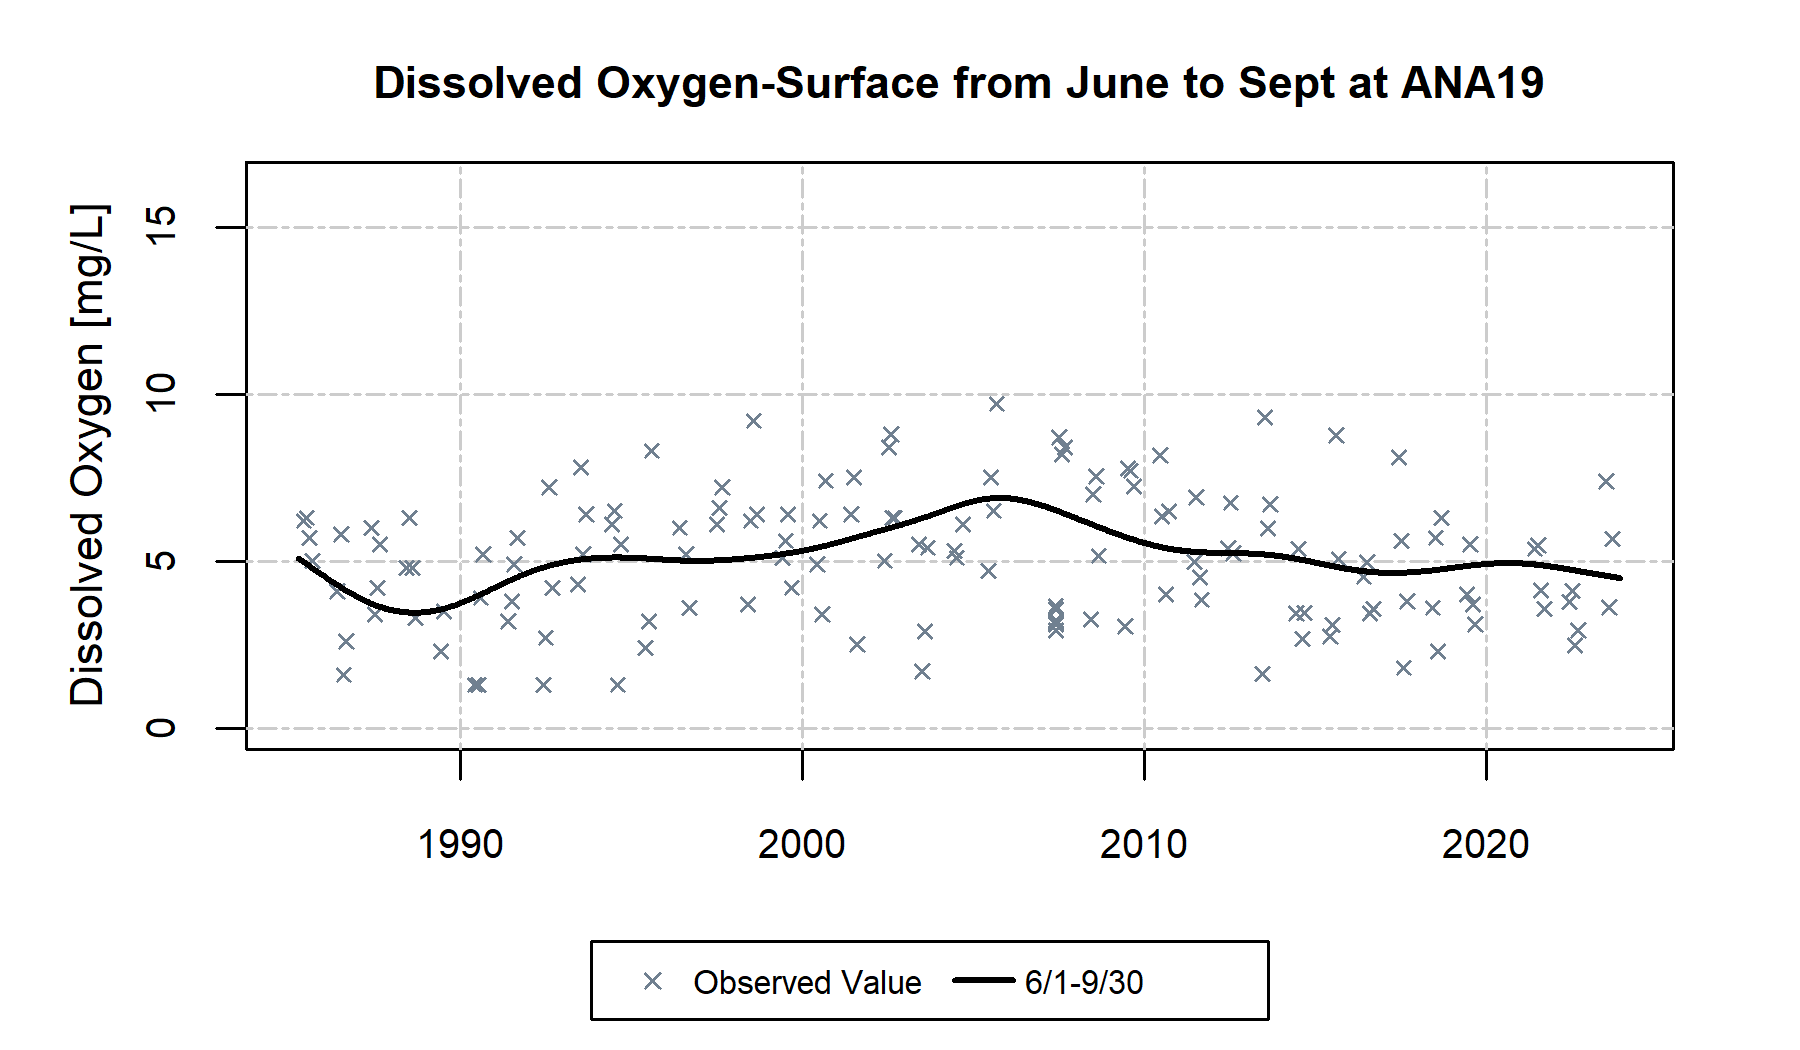 Dissolved Oxygen-Surface from June to Sept at ANA19
Dissolved Oxygen [mg/L]
15
10
5
0
1990 2000 2010 2020
Observed Value 6/1-9/30